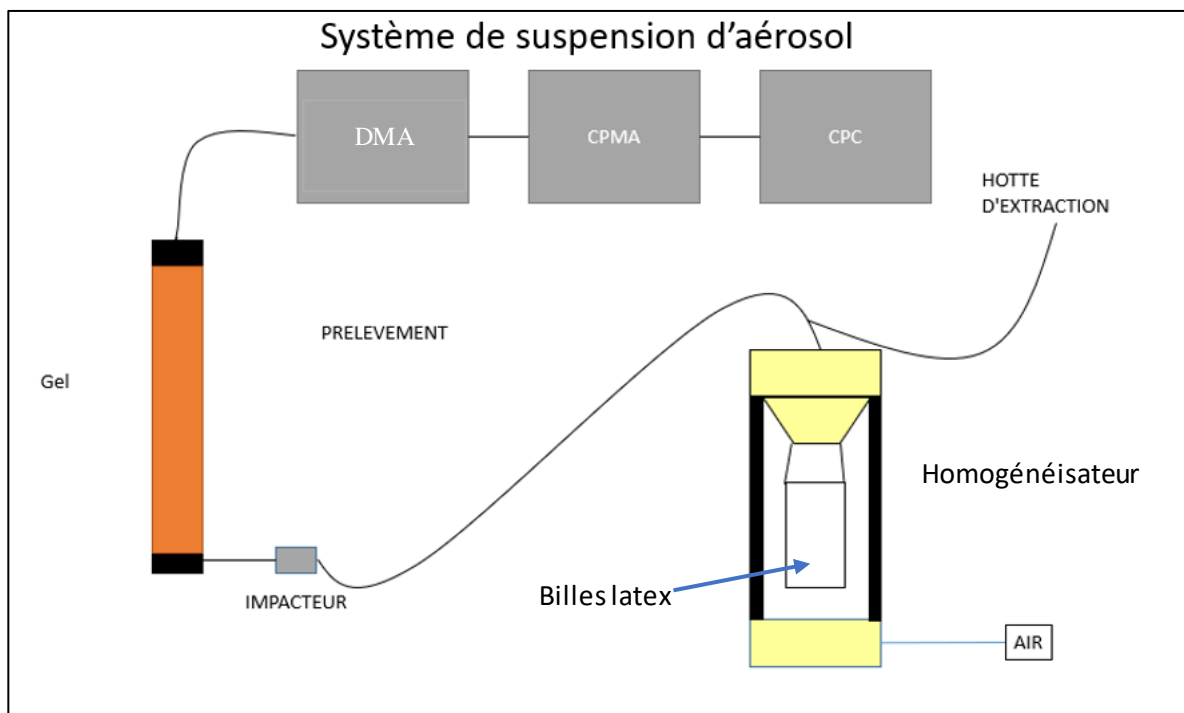 Système de suspension d'aérosol
DMA
CPMA
CPC
HOTTE
D'EXTRACTION
PRELEVEMENT
Gel
Homogénéisateur
Billes latex
IMPACTEUR
AIR